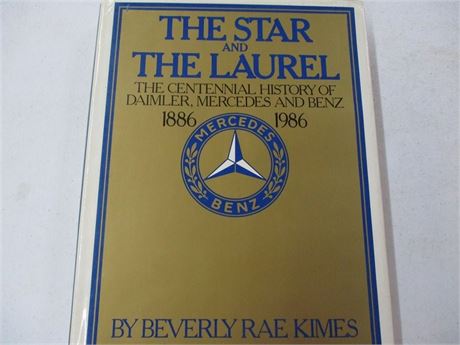 THE STAR
AND
THE LAUREL
THE CENTENNIAL HISTORY OF
DAIMLER, MERCEDES AND BENZ
1886 1986
MERCEDES
BENZ
BY BEVERLY RAE KIMES